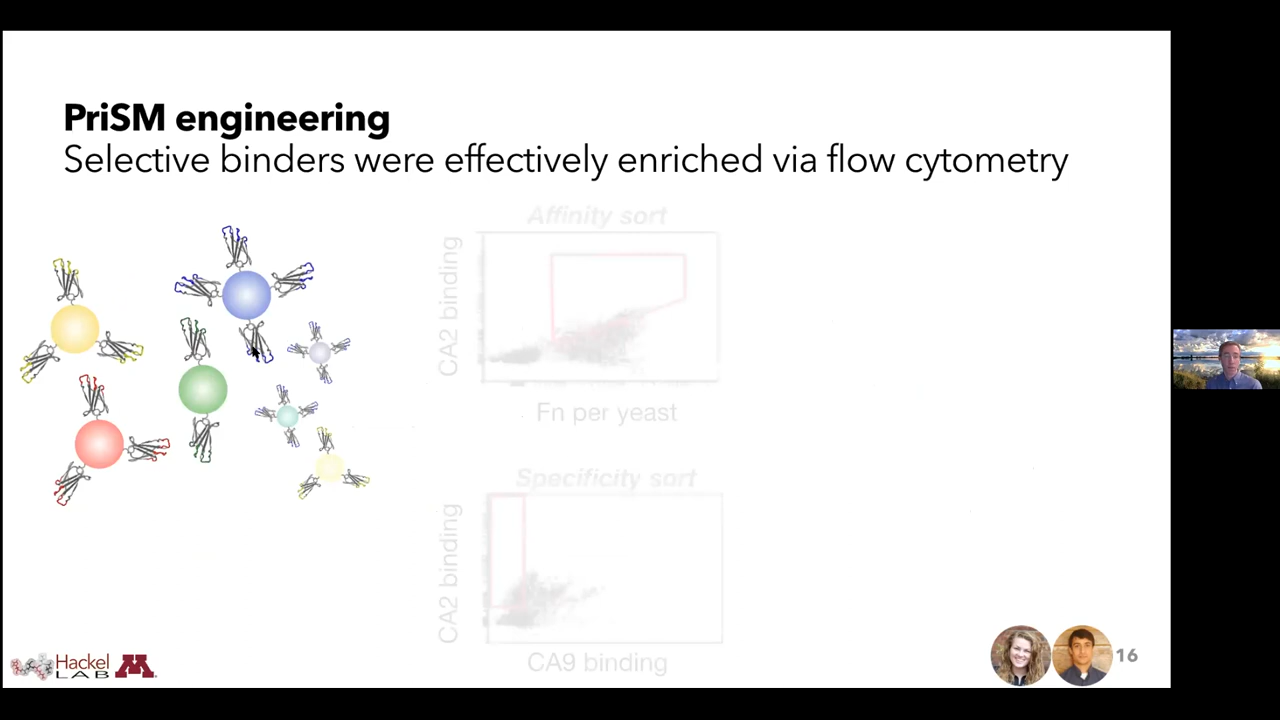 PriSM engineering
Selective binders were effectively enriched via flow cytometry
Affinity sort
CA2 binding
Fn per yeast
Specificity sort
CA2 binding
CA9 binding
Hackel
LAB
M
16